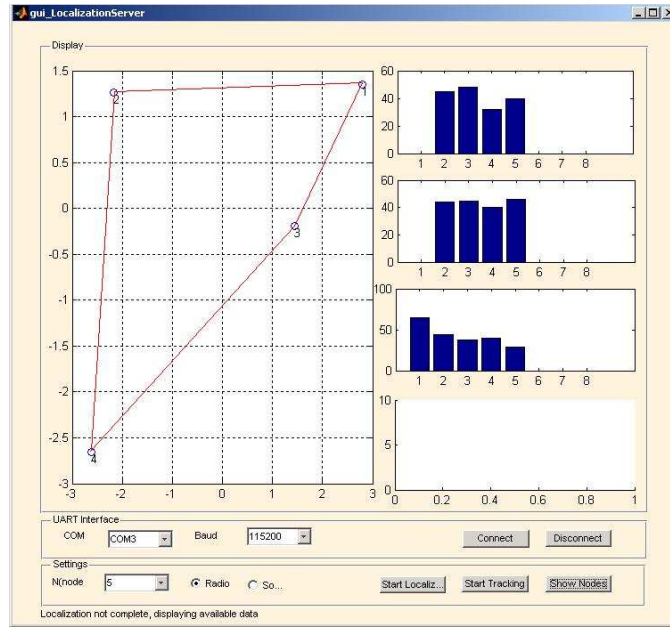 gui_LocalizationServer
Display
1.5
1
0.5
0
-0.5
-1
-1.5
-2
-2.5
-3
-3 -2 -1 0 1 2 3
1
2
3
4
60
40
20
0
1 2 3 4 5 6 7 8
60
40
20
0
1 2 3 4 5 6 7 8
100
50
0
1 2 3 4 5 6 7 8
10
5
0
0 0.2 0.4 0.6 0.8 1
UART Interface
COM COM3 Baud 115200 Connect Disconnect
Settings
N(node 5 Radio So... Start Localiz... Start Tracking Show Nodes
Localization not complete, displaying available data